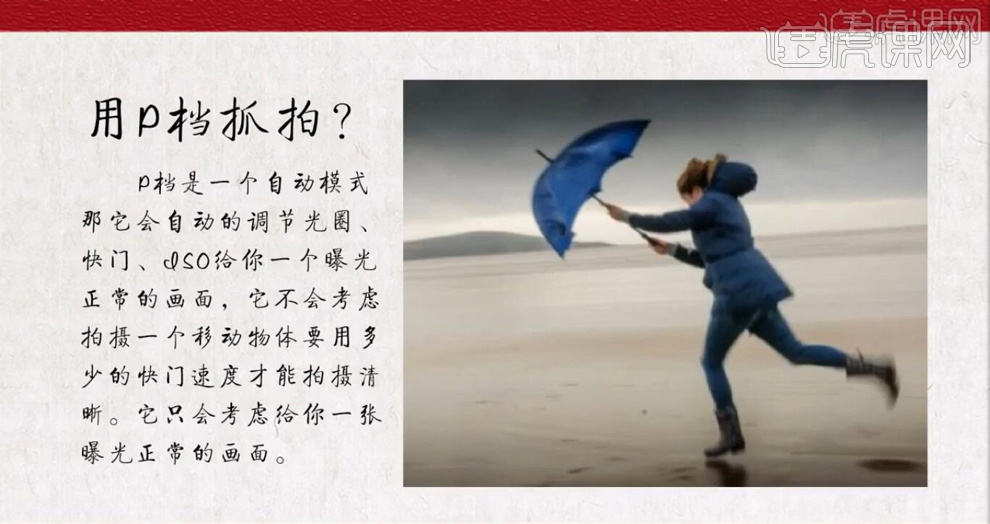 虎课网
用P档抓拍？
P档是一个自动模式
那它会自动的调节光圈、
快门、ISO给你一个曝光
正常的画面，它不会考虑
拍摄一个移动物体要用多
少的快门速度才能拍摄清
晰。它只会考虑给你一张
曝光正常的画面。